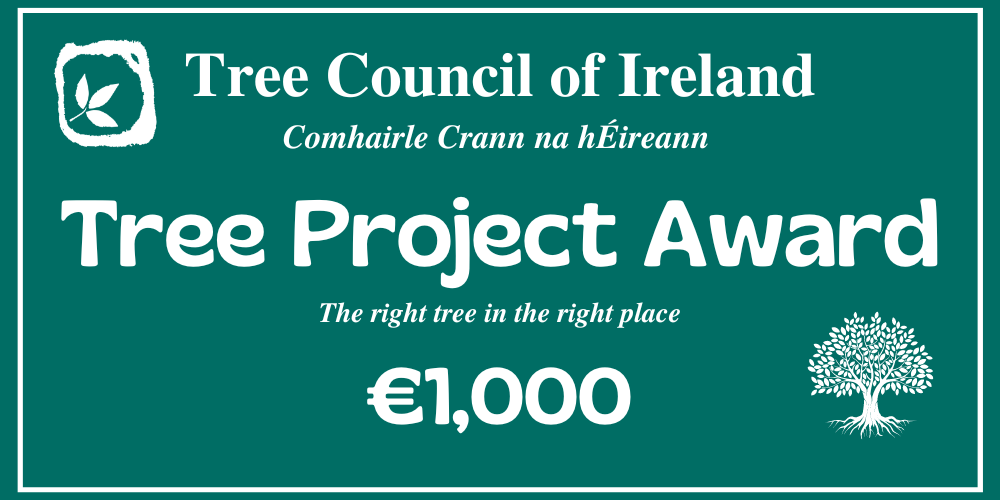 Tree Council of Ireland
Comhairle Crann na hÉireann
Tree Project Award
The right tree in the right place
€1,000